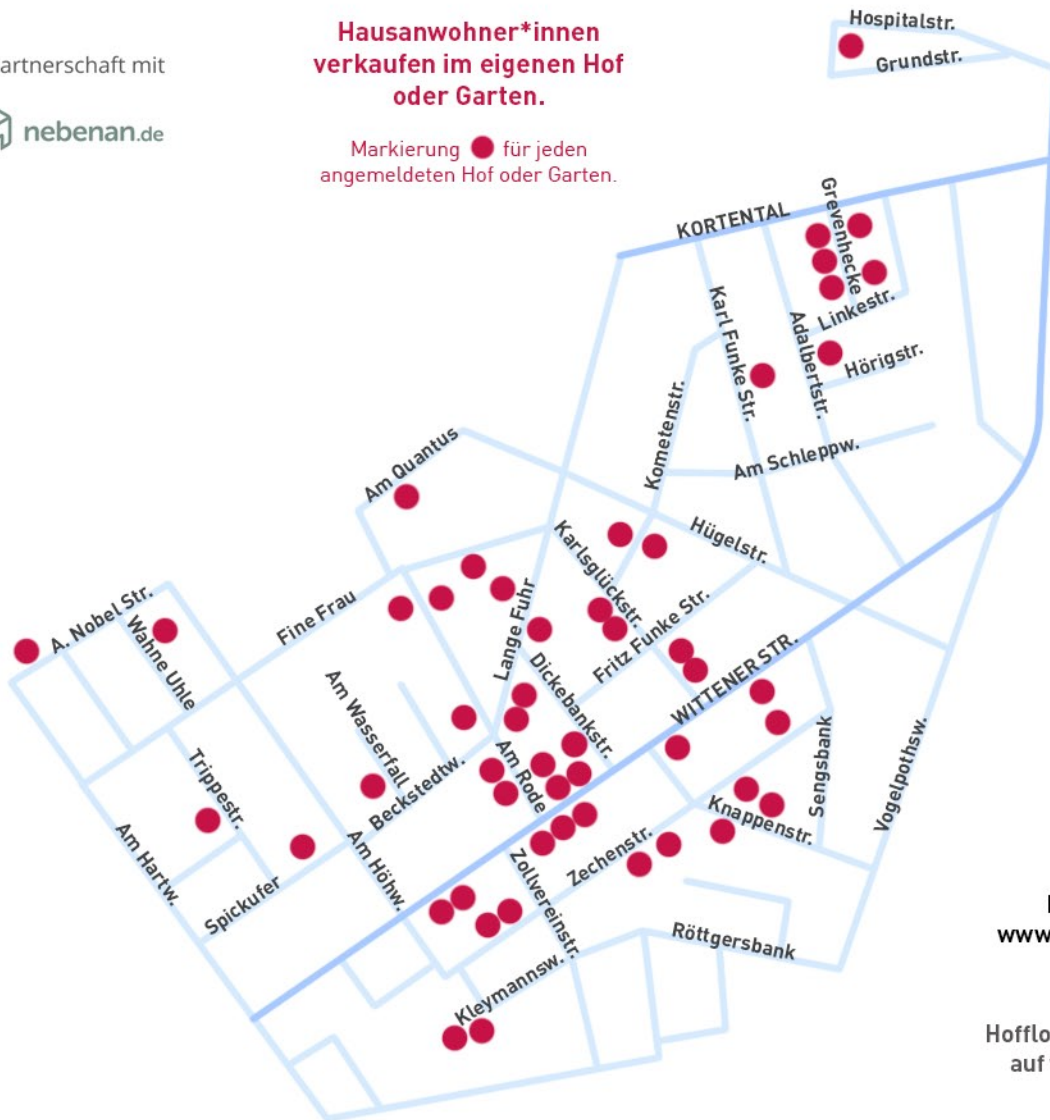 Hausanwohner*innen
verkaufen im eigenen Hof
oder Garten.
Markierung für jeden
angemeldeten Hof oder Garten.
artnerschaft mit
nebenan.de
Hospitalstr.
Grundstr.
KORTENTAL
Grevenhecke
Linkestr.
Karl Funke Str.
Adalbertstr.
Hörigstr.
Kometenstr.
Am Schleppw.
Am Quantus
Hügelstr.
Karlsglückstr.
Fine Frau
Lange Fuhr
Fritz Funke Str.
A. Nobel Str.
Wahne Uhle
Dickebankstr.
WITTENER STR.
Am Wasserfall
Beckstedtw.
Am Rode
Trippestr.
Sengsbank
Vogelpothsw.
Knappenstr.
Am Hartw.
Am Höhw.
Zechenstr.
Zollvereinstr.
Spickufer
Röttgersbank
Kleymannsw.
www
Hofflo
auf